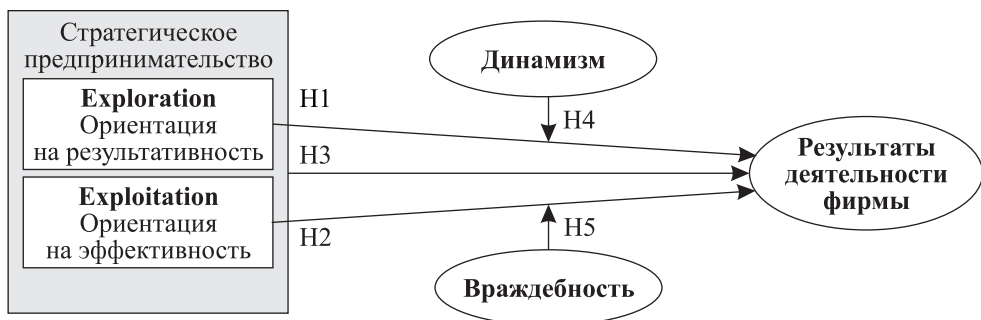 Стратегическое
предпринимательство
Exploration
Ориентация
на результативность
Exploitation
Ориентация
на эффективность
H1
H3
H2
Динамизм
H4
H5
Враждебность
Результаты
деятельности
фирмы